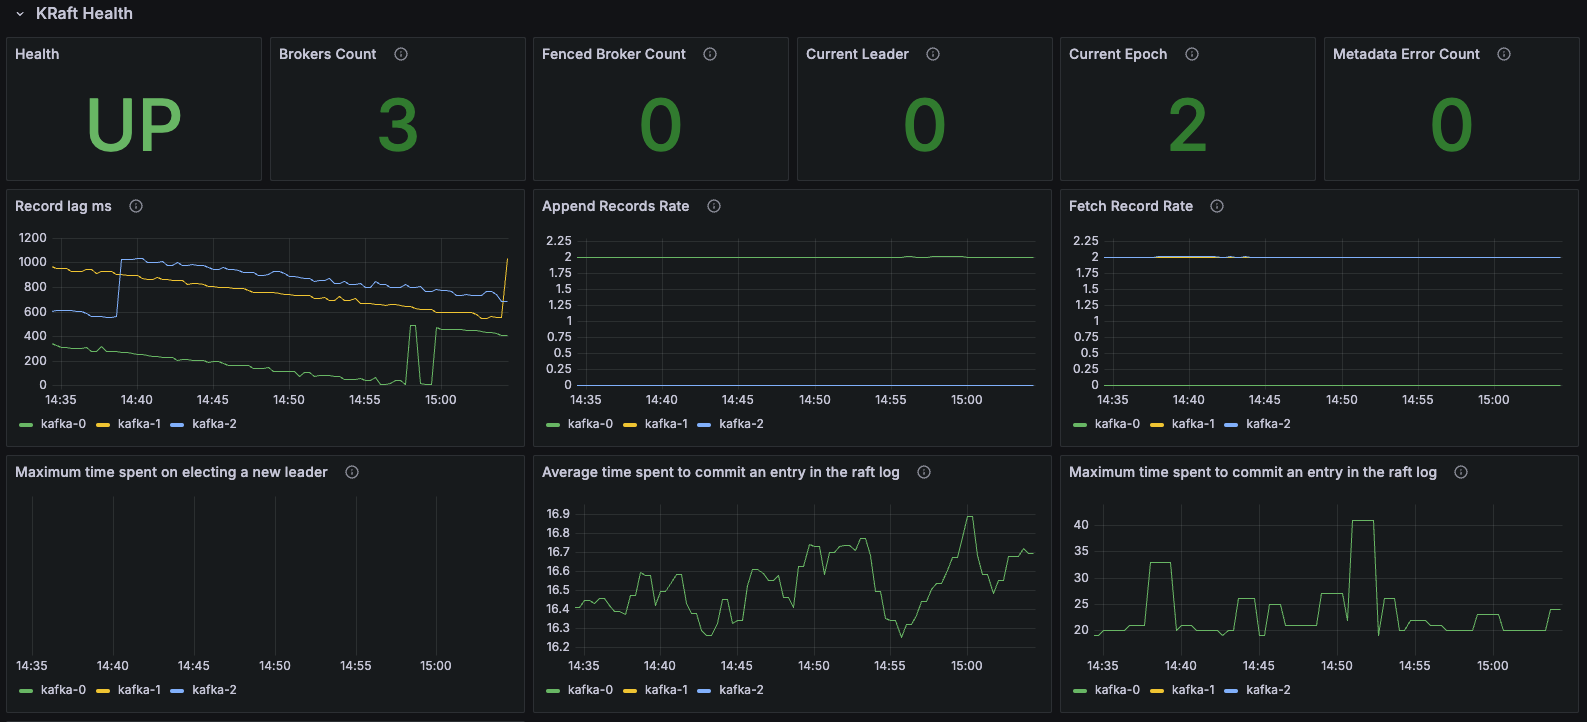 KRaft Health
Health
Brokers Count
Fenced Broker Count
Current Leader
Current Epoch
Metadata Error Count
UP
3
0
0
2
0
Record lag ms
1200
1000
800
600
400
200
0
14:35 14:40 14:45 14:50 14:55 15:00
kafka-0 kafka-1 kafka-2
Append Records Rate
2.25
2
1.75
1.5
1.25
1
0.75
0.5
0.25
0
14:35 14:40 14:45 14:50 14:55 15:00
kafka-0 kafka-1 kafka-2
Fetch Record Rate
2.25
2
1.75
1.5
1.25
1
0.75
0.5
0.25
0
14:35 14:40 14:45 14:50 14:55 15:00
kafka-0 kafka-1 kafka-2
Maximum time spent on electing a new leader
14:35 14:40 14:45 14:50 14:55 15:00
kafka-0 kafka-1 kafka-2
Average time spent to commit an entry in the raft log
16.9
16.8
16.7
16.6
16.5
16.4
16.3
16.2
14:35 14:40 14:45 14:50 14:55 15:00
kafka-0 kafka-1 kafka-2
Maximum time spent to commit an entry in the raft log
40
35
30
25
20
14:35 14:40 14:45 14:50 14:55 15:00
kafka-0 kafka-1 kafka-2